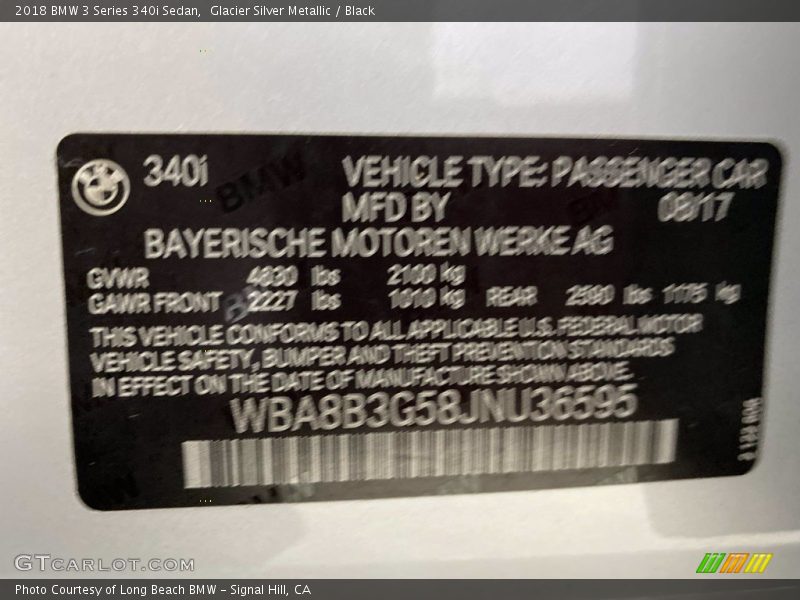 2018 BMW 3 Series 340i Sedan,  Glacier Silver Metallic / Black
340i VEHICLE TYPE: PASSENGER CAR
MFD BY 09/17
BAYERISCHE MOTOREN WERKE AG
GVWR 4630 lbs 2100 kg
GAWR FRONT 2227 lbs 1010 kg REAR 2590 lbs 1175 kg
THIS VEHICLE CONFORMS TO ALL APPLICABLE U.S. FEDERAL MOTOR
VEHICLE SAFETY, BUMPER AND THEFT PREVENTION STANDARDS
IN EFFECT ON THE DATE OF MANUFACTURE SHOWN ABOVE.
WBA8B3G58JNU36595
GTCARLOT.COM
Photo Courtesy of Long Beach BMW – Signal Hill, CA